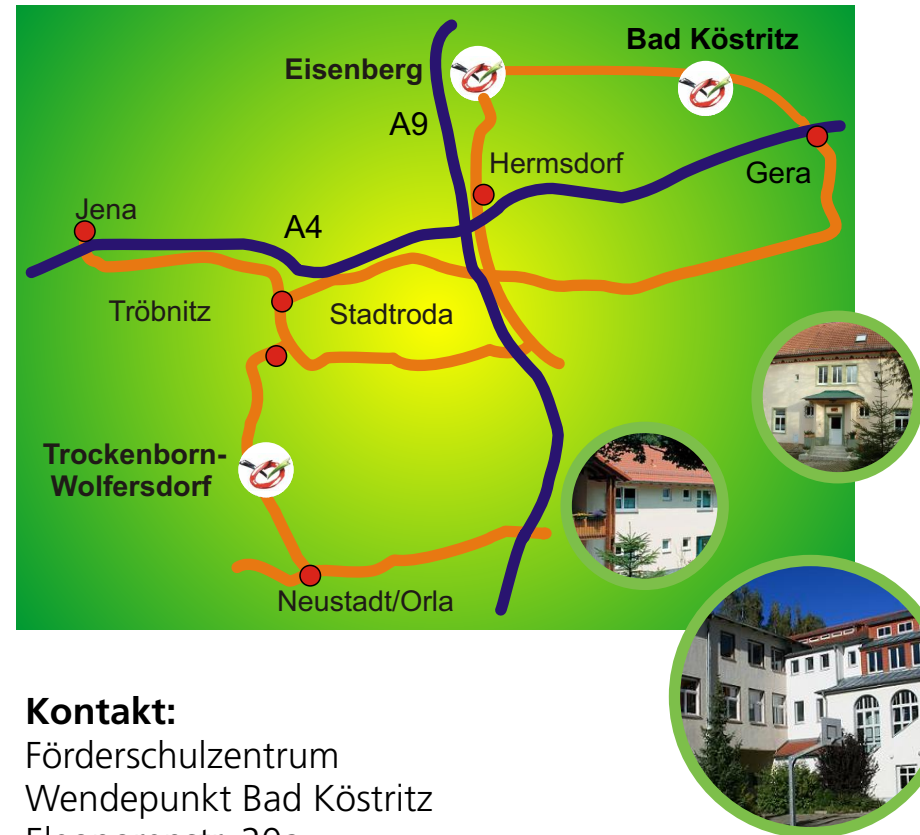 Bad Köstritz
Eisenberg
A9
Hermsdorf
Gera
Jena
A4
Tröbnitz
Stadtroda
Trockenborn-
Wolfersdorf
Neustadt/Orla
Kontakt:
Förderschulzentrum
Wendepunkt Bad Köstritz